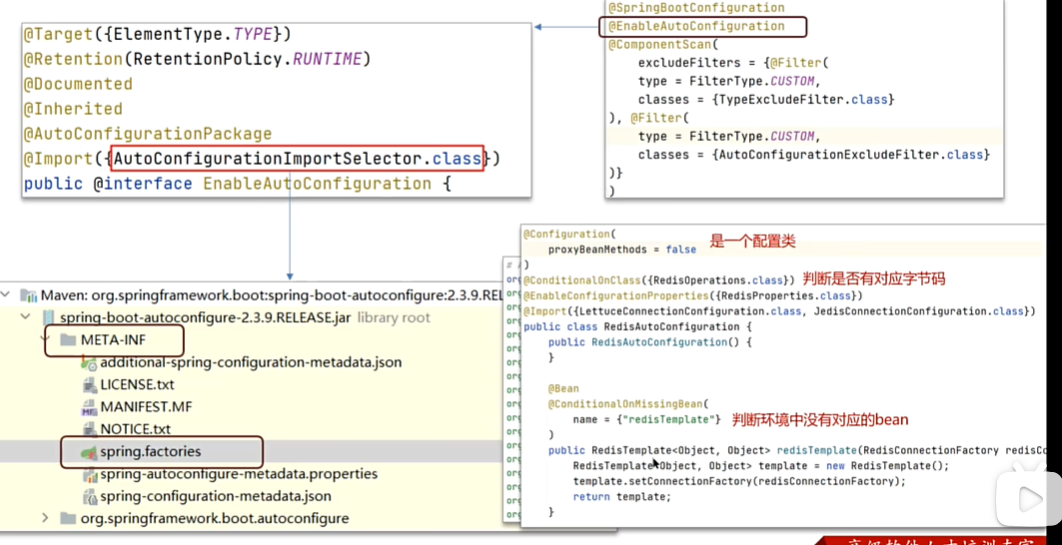 @Target({ElementType.TYPE})
@Retention(RetentionPolicy.RUNTIME)
@Documented
@Inherited
@AutoConfigurationPackage
@Import({AutoConfigurationImportSelector.class})
public @interface EnableAutoConfiguration {
@SpringBootConfiguration
@EnableAutoConfiguration
@ComponentScan(
excludeFilters = {@Filter(
type = FilterType.CUSTOM,
classes = {TypeExcludeFilter.class}
), @Filter(
type = FilterType.CUSTOM,
classes = {AutoConfigurationExcludeFilter.class}
)}
)
Maven: org.springframework.boot:spring-boot-autoconfigure:2.3.9.REL
spring-boot-autoconfigure-2.3.9.RELEASE.jar library root
META-INF
additional-spring-configuration-metadata.json
LICENSE.txt
MANIFEST.MF
NOTICE.txt
spring.factories
spring-autoconfigure-metadata.properties
spring-configuration-metadata.json
org.springframework.boot.autoconfigure
@Configuration(
proxyBeanMethods = false 是一个配置类
)
@ConditionalOnClass({RedisOperations.class}) 判断是否有对应字节码
@EnableConfigurationProperties({RedisProperties.class})
@Import({LettuceConnectionConfiguration.class, JedisConnectionConfiguration.class})
public class RedisAutoConfiguration {
public RedisAutoConfiguration() {
}
@Bean
@ConditionalOnMissingBean(
name = {"redisTemplate"} 判断环境中没有对应的bean
)
public RedisTemplate<Object, Object> redisTemplate(RedisConnectionFactory redisCo
RedisTemplate<Object, Object> template = new RedisTemplate();
template.setConnectionFactory(redisConnectionFactory);
return template;
}